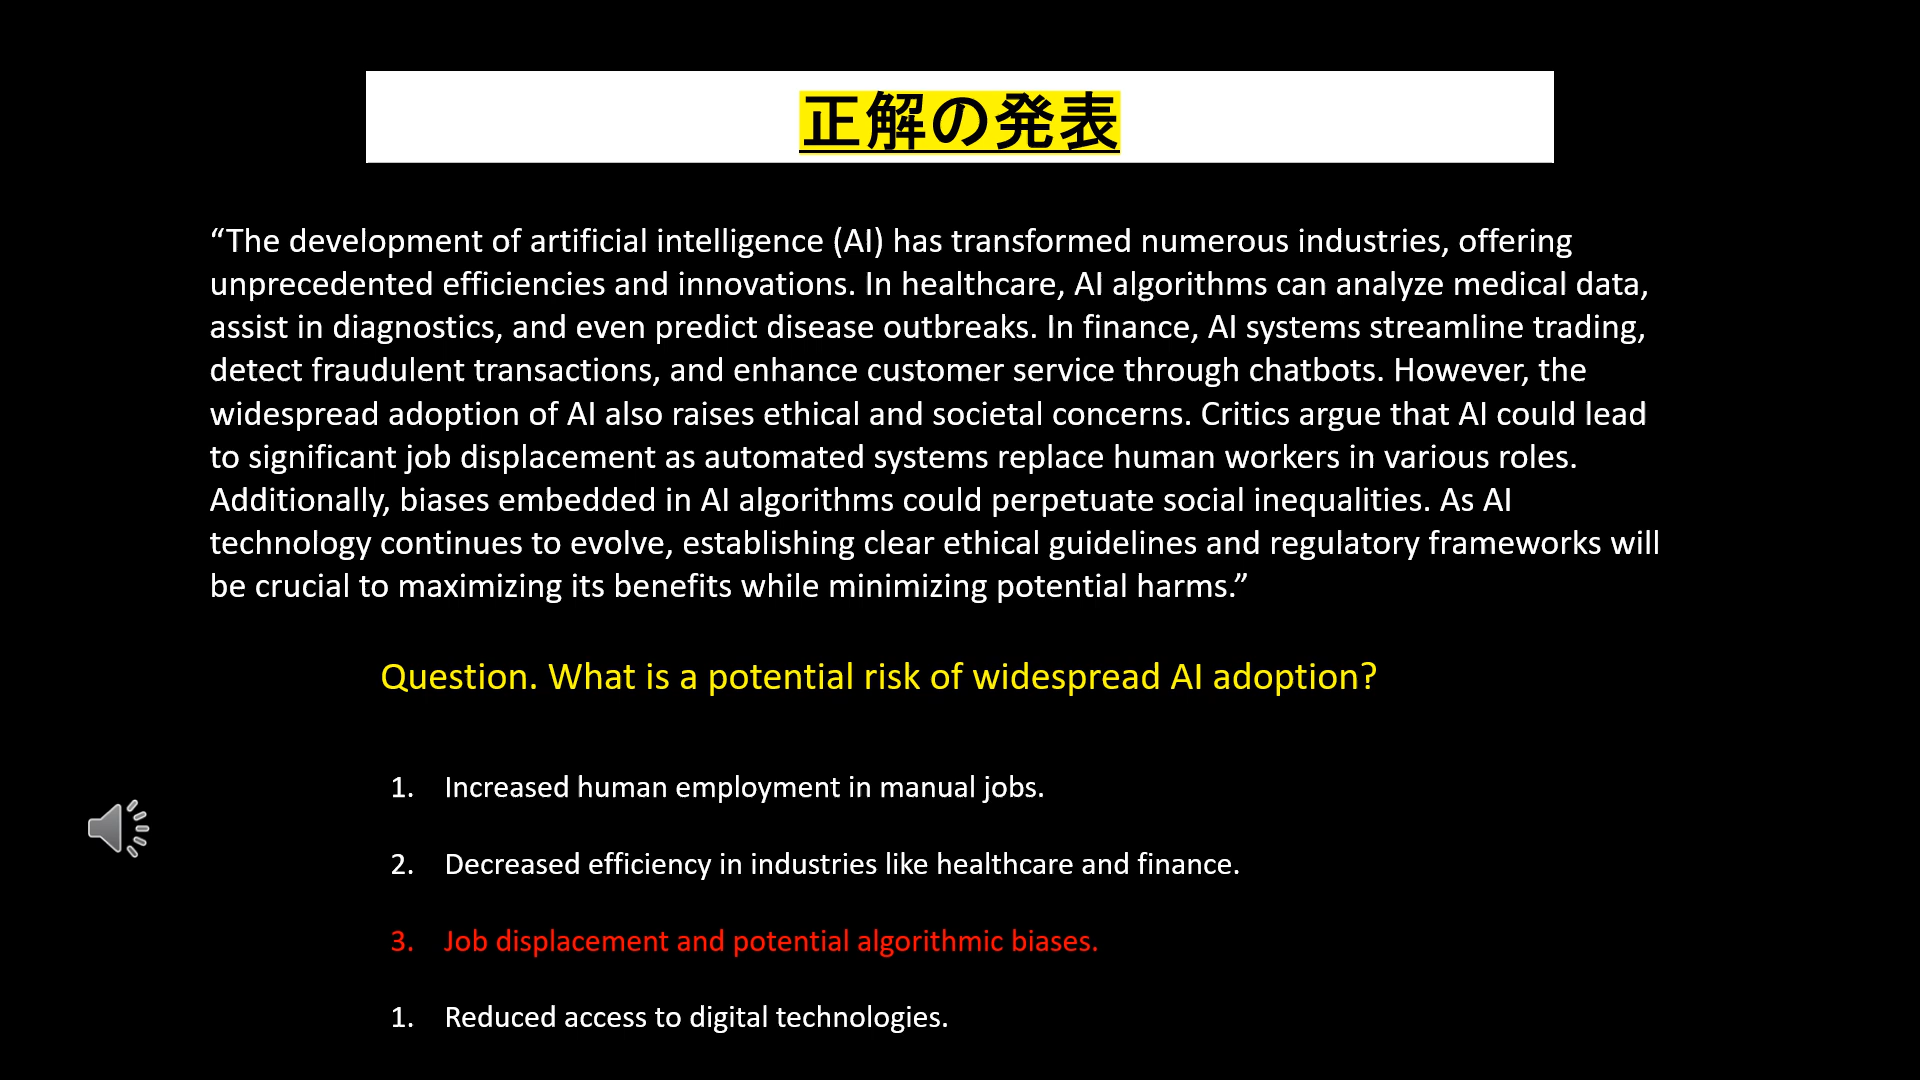 正解の発表
“The development of artificial intelligence (AI) has transformed numerous industries, offering
unprecedented efficiencies and innovations. In healthcare, AI algorithms can analyze medical data,
assist in diagnostics, and even predict disease outbreaks. In finance, AI systems streamline trading,
detect fraudulent transactions, and enhance customer service through chatbots. However, the
widespread adoption of AI also raises ethical and societal concerns. Critics argue that AI could lead
to significant job displacement as automated systems replace human workers in various roles.
Additionally, biases embedded in AI algorithms could perpetuate social inequalities. As AI
technology continues to evolve, establishing clear ethical guidelines and regulatory frameworks will
be crucial to maximizing its benefits while minimizing potential harms.”
Question. What is a potential risk of widespread AI adoption?
1. Increased human employment in manual jobs.
2. Decreased efficiency in industries like healthcare and finance.
3. Job displacement and potential algorithmic biases.
1. Reduced access to digital technologies.